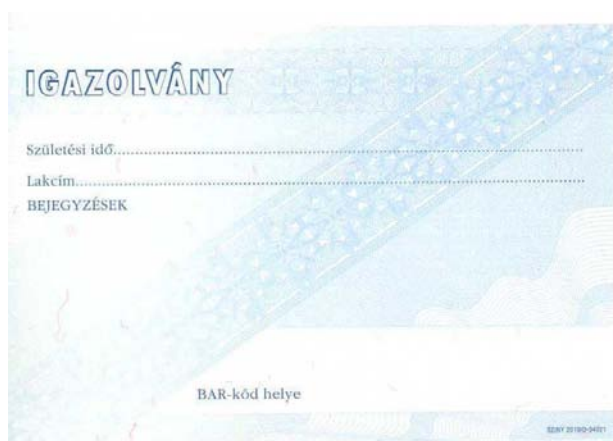 IGAZOLVÁNY
Születési idő......................................................................................
Lakcím..............................................................................................
BEJEGYZÉSEK
BAR-kód helye